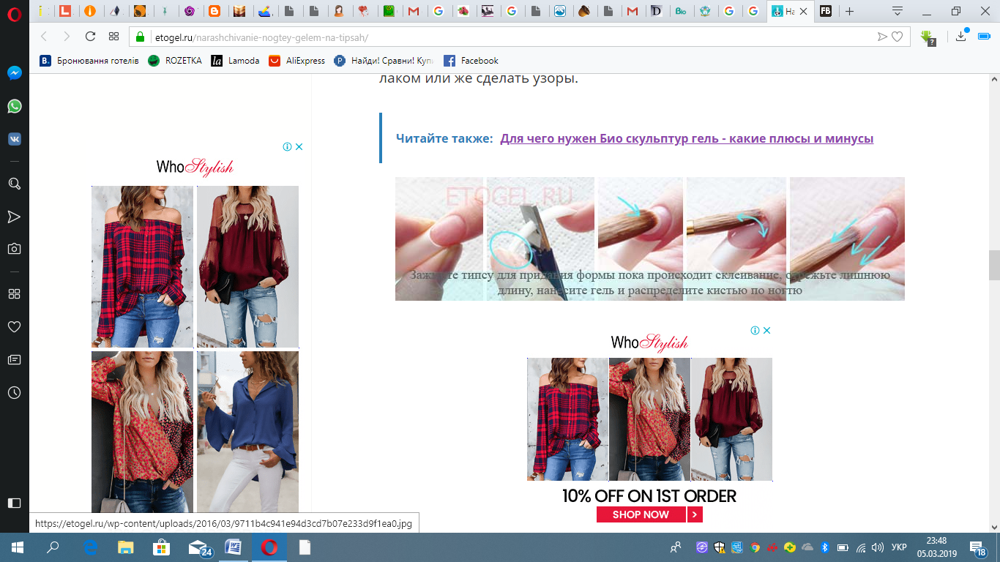 На
FB
etogel.ru/narashchivanie-nogtey-gelem-na-tipsah/
Бронювання готелів ROZETKA Lamoda AliExpress Найди! Сравни! Купи Facebook
лаком или же сделать узоры.
Читайте также: Для чего нужен Био скульптур гель - какие плюсы и минусы
WhoStylish
ETOGEL.RU
Зажмите типсу для придания формы пока происходит склеивание, отрежьте лишнюю
длину, нанесите гель и распределите кистью по ногтю
WhoStylish
10% OFF ON 1ST ORDER
SHOP NOW >
https://etogel.ru/wp-content/uploads/2016/03/9711b4c941e94d3cd7b07e233d9f1ea0.jpg
24
УКР
23:48
05.03.2019
18